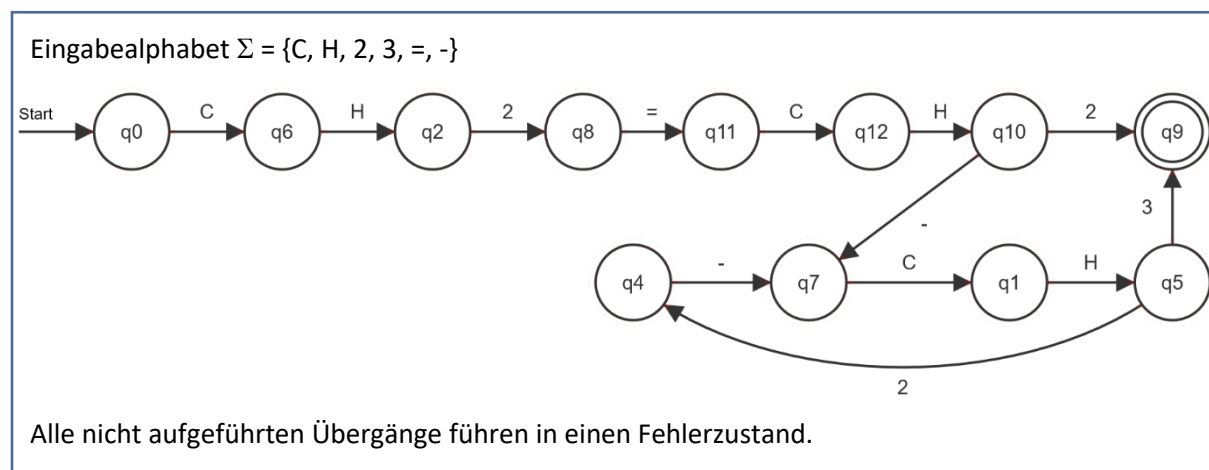 Eingabealphabet Σ = {C, H, 2, 3, =, -}
Start q0 C q6 H q2 2 q8 = q11 C q12 H q10 2 q9
- 3
q4 - q7 C q1 H q5
2
Alle nicht aufgeführten Übergänge führen in einen Fehlerzustand.